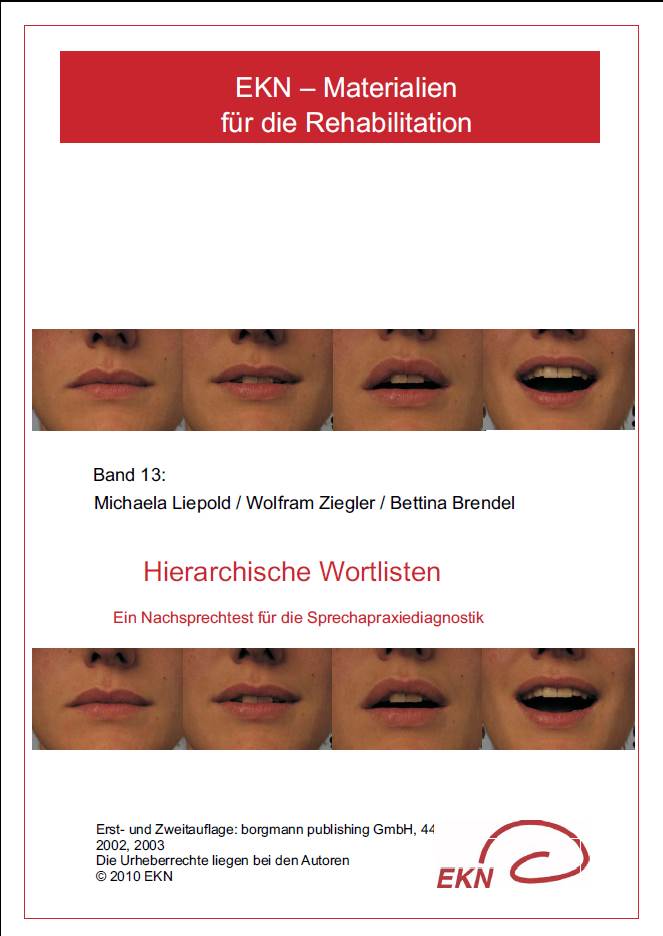 EKN – Materialien
für die Rehabilitation
Band 13:
Michaela Liepold / Wolfram Ziegler / Bettina Brendel
Hierarchische Wortlisten
Ein Nachsprechtest für die Sprechapraxiediagnostik
Erst- und Zweitauflage: borgmann publishing GmbH, 44
2002, 2003
Die Urheberrechte liegen bei den Autoren
© 2010 EKN
EKN